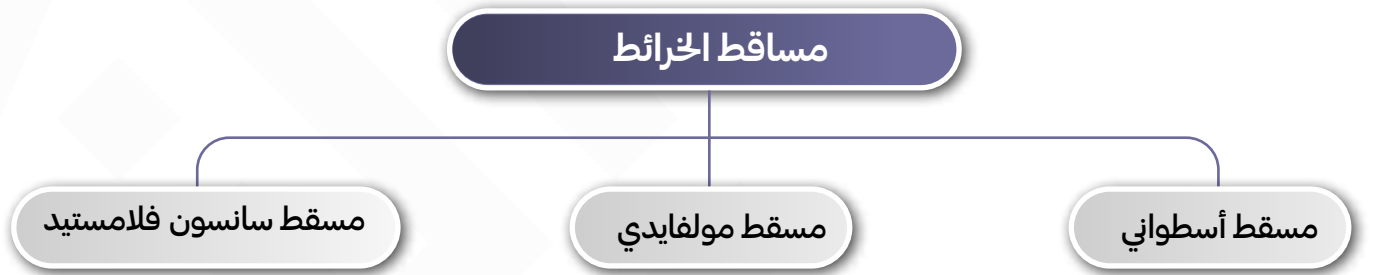 مساقط الخرائط
مسقط أسطواني
مسقط مولفايدي
مسقط سانسون فلامستيد